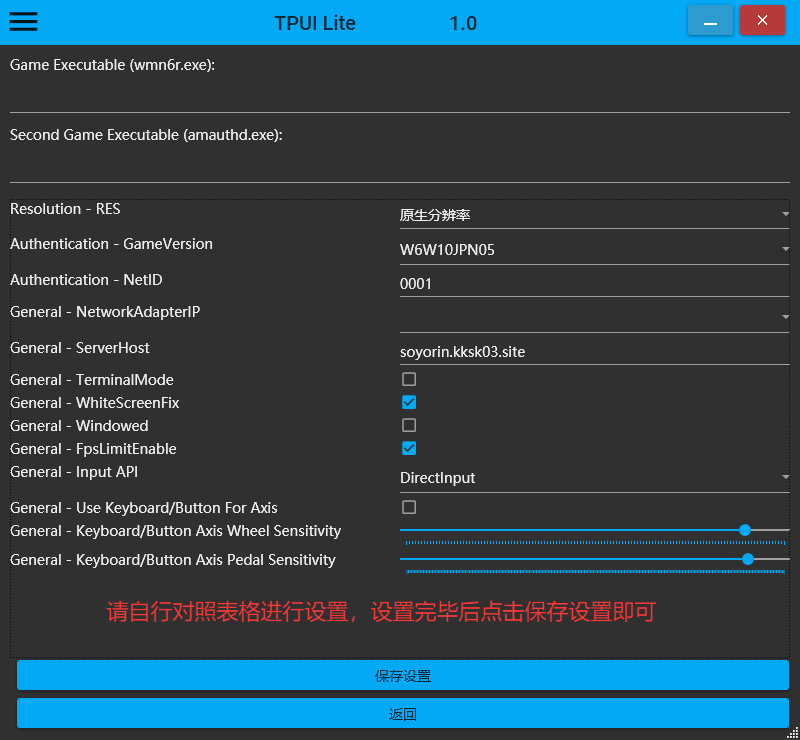 TPUI Lite 1.0
Game Executable (wmn6r.exe):
Second Game Executable (amauthd.exe):
Resolution - RES 原生分辨率
Authentication - GameVersion W6W10JPN05
Authentication - NetID 0001
General - NetworkAdapterIP
General - ServerHost soyorin.kksk03.site
General - TerminalMode
General - WhiteScreenFix
General - Windowed
General - FpsLimitEnable
General - Input API DirectInput
General - Use Keyboard/Button For Axis
General - Keyboard/Button Axis Wheel Sensitivity
General - Keyboard/Button Axis Pedal Sensitivity
请自行对照表格进行设置，设置完毕后点击保存设置即可
保存设置
返回